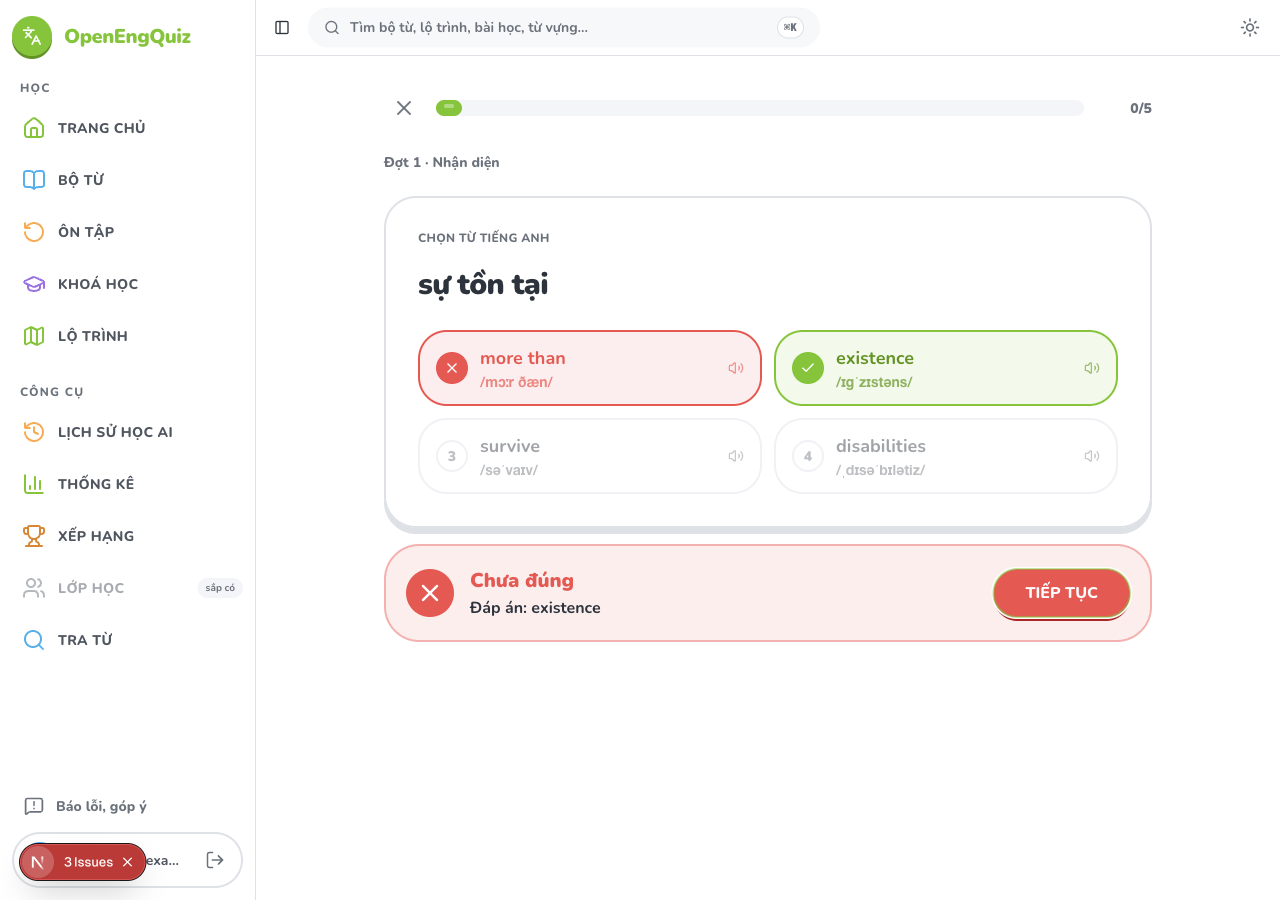 OpenEngQuiz
Tìm bộ từ, lộ trình, bài học, từ vựng...
⌘K
HỌC
TRANG CHỦ
BỘ TỪ
ÔN TẬP
KHOÁ HỌC
LỘ TRÌNH
CÔNG CỤ
LỊCH SỬ HỌC AI
THỐNG KÊ
XẾP HẠNG
LỚP HỌC
sắp có
TRA TỪ
Báo lỗi, góp ý
N 3 Issues
exa...
0/5
Đợt 1 · Nhận diện
CHỌN TỪ TIẾNG ANH
sự tồn tại
more than
/mɔːr ðæn/
existence
/ɪɡˈzɪstəns/
3
survive
/səˈvaɪv/
4
disabilities
/ˌdɪsəˈbɪlətiz/
Chưa đúng
Đáp án: existence
TIẾP TỤC